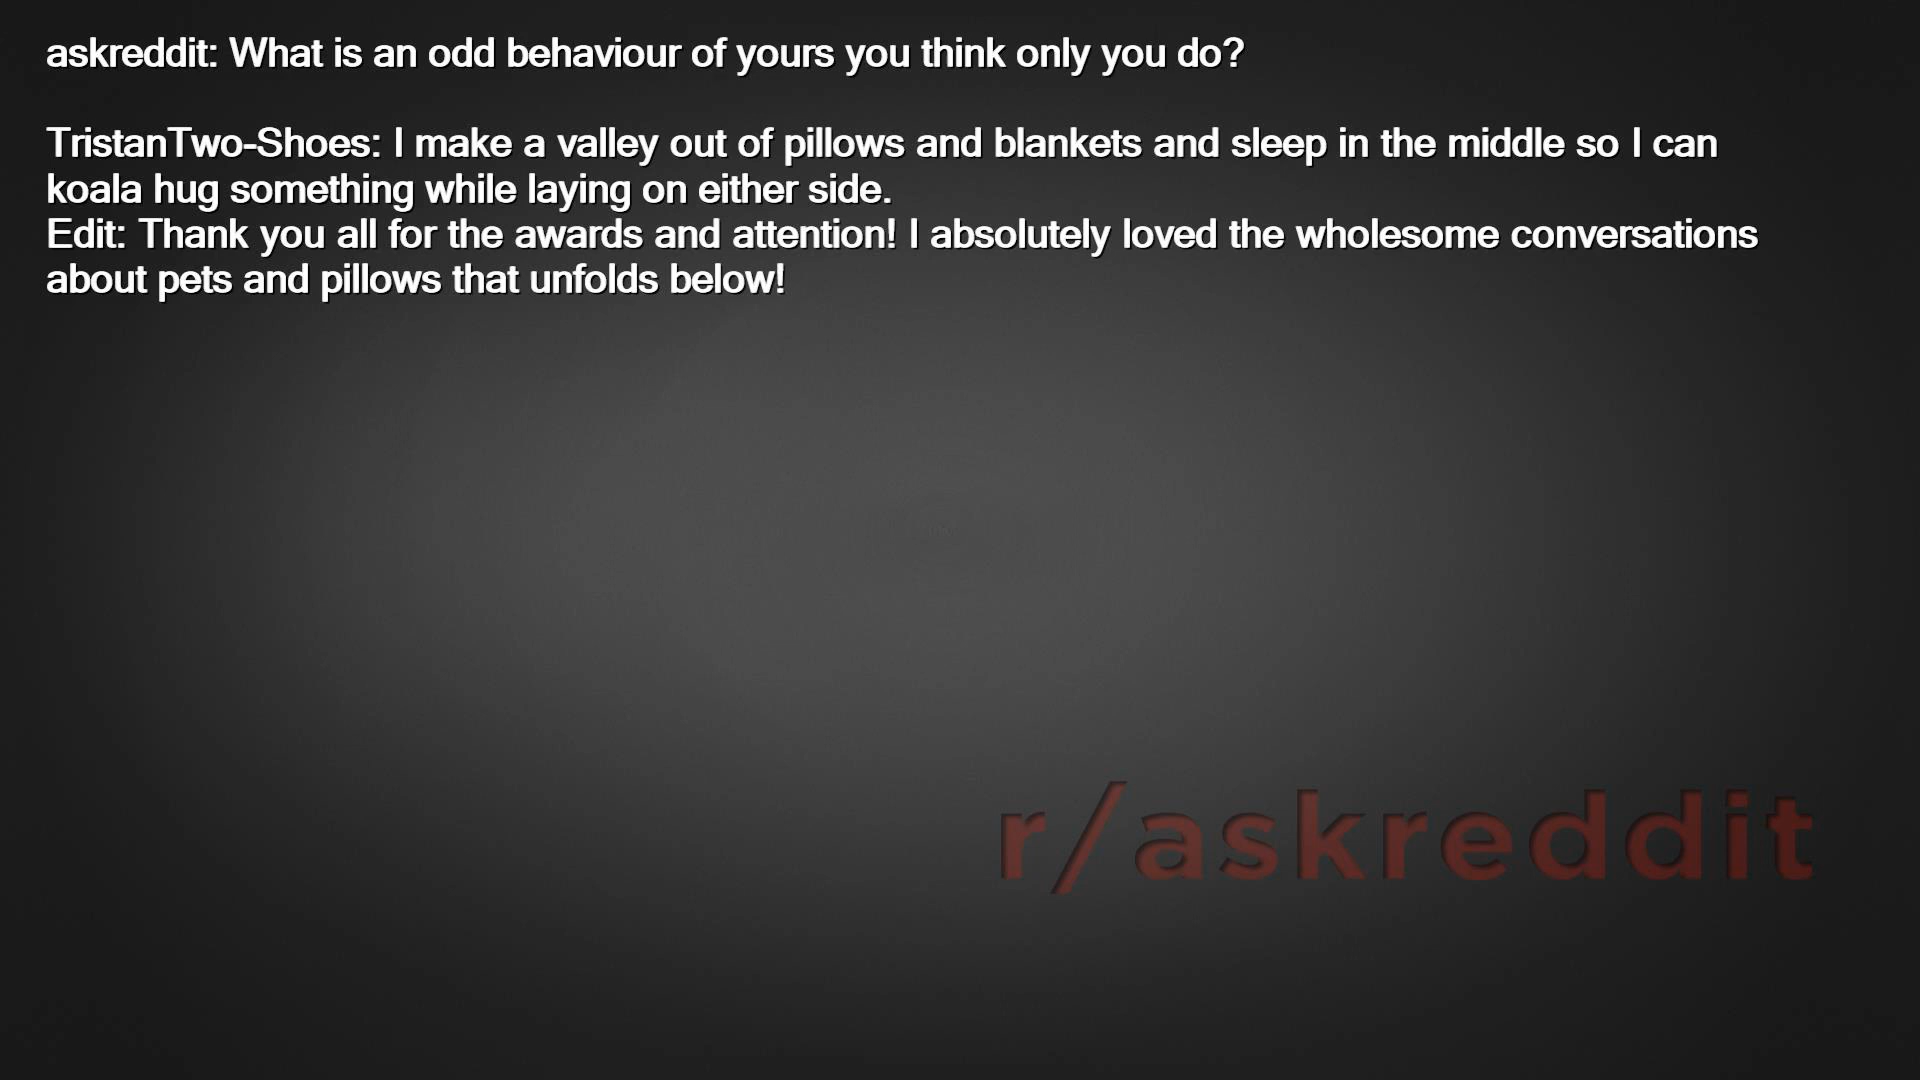 askreddit: What is an odd behaviour of yours you think only you do?
TristanTwo-Shoes: I make a valley out of pillows and blankets and sleep in the middle so I can
koala hug something while laying on either side.
Edit: Thank you all for the awards and attention! I absolutely loved the wholesome conversations
about pets and pillows that unfolds below!
r/askreddit